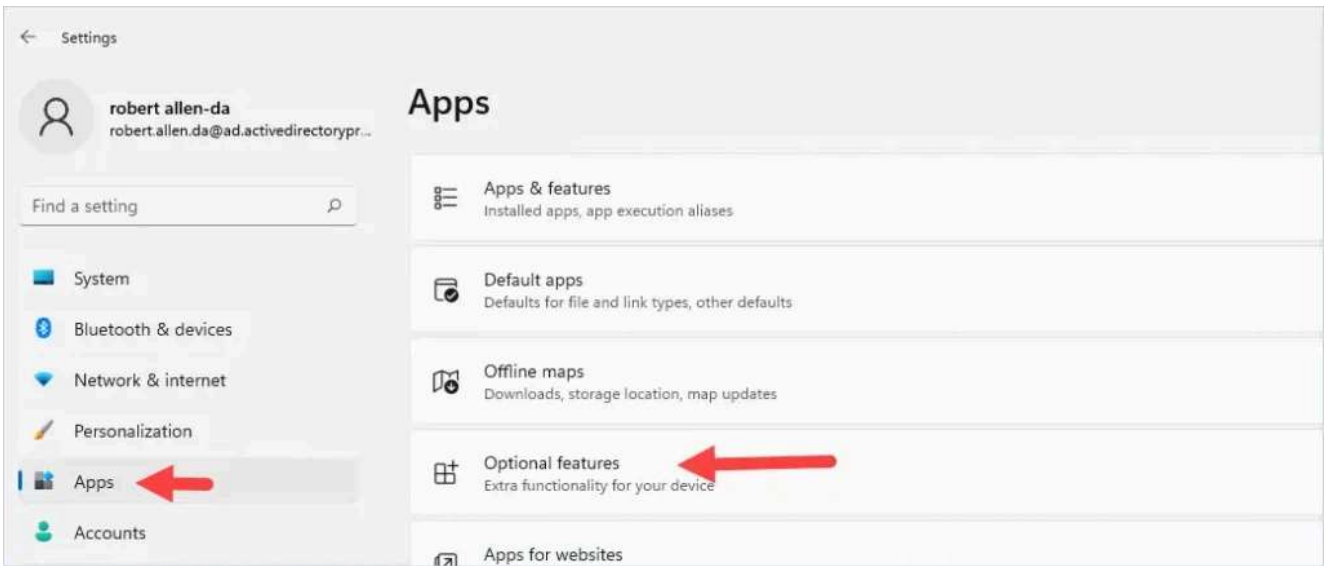 Settings
robert allen-da
robert.allen.da@ad.activedirectorypr...
Find a setting
System
Bluetooth & devices
Network & internet
Personalization
Apps
Accounts
Apps
Apps & features
Installed apps, app execution aliases
Default apps
Defaults for file and link types, other defaults
Offline maps
Downloads, storage location, map updates
Optional features
Extra functionality for your device
Apps for websites